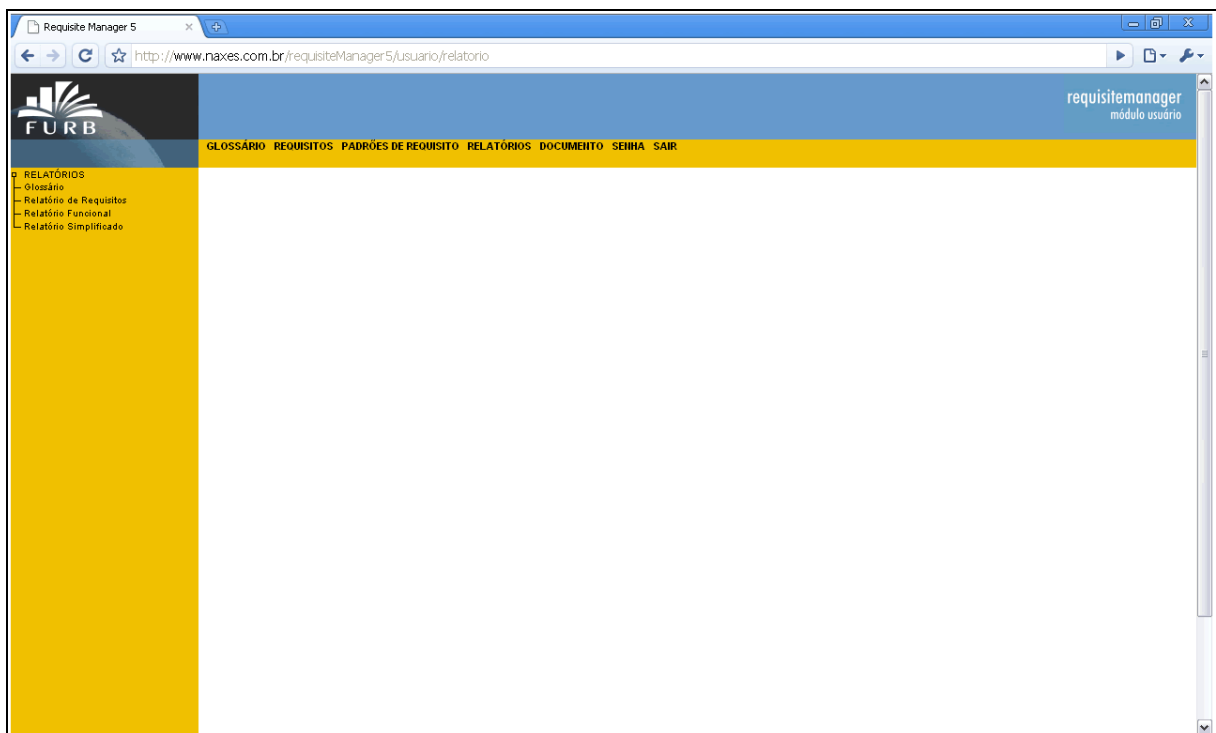 Requisite Manager 5
http://www.naxes.com.br/requisiteManager5/usuario/relatorio
FURB
requisitemanager
módulo usuário
GLOSSÁRIO REQUISITOS PADRÕES DE REQUISITO RELATÓRIOS DOCUMENTO SENHA SAIR
RELATÓRIOS
Glossário
Relatório de Requisitos
Relatório Funcional
Relatório Simplificado